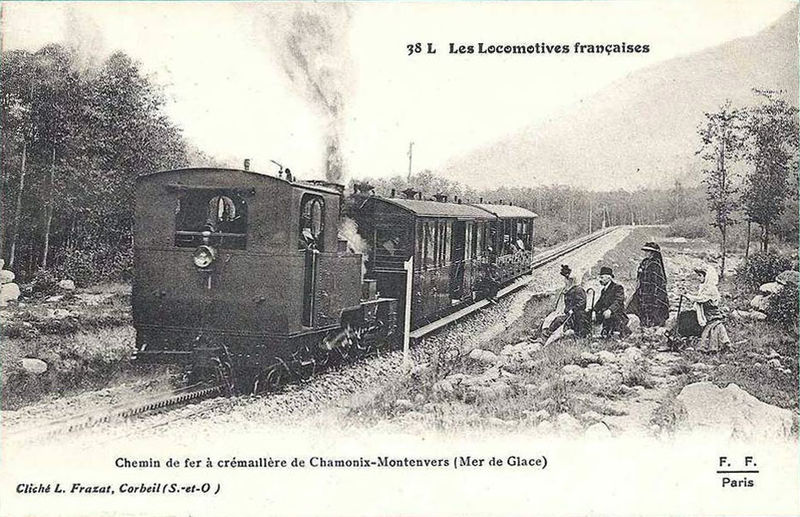 38 L Les Locomotives françaises
Chemin de fer à crémaillère de Chamonix-Montenvers (Mer de Glace)
F. F.
Paris
Cliché L. Frazat, Corbeil (S.-et-O )